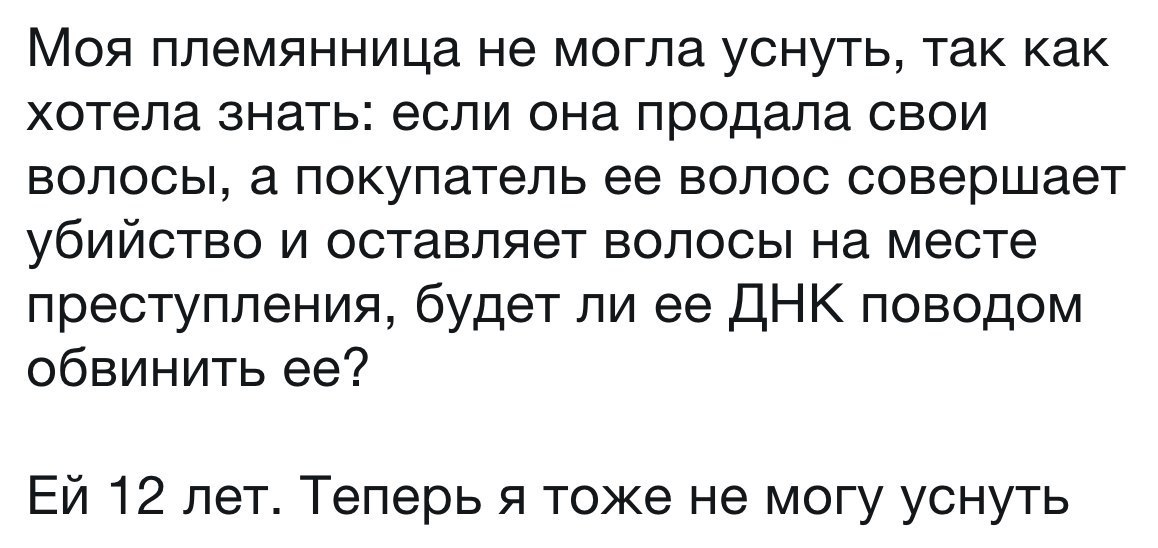 Моя племянница не могла уснуть, так как
хотела знать: если она продала свои
волосы, а покупатель ее волос совершает
убийство и оставляет волосы на месте
преступления, будет ли ее ДНК поводом
обвинить ее?
Ей 12 лет. Теперь я тоже не могу уснуть